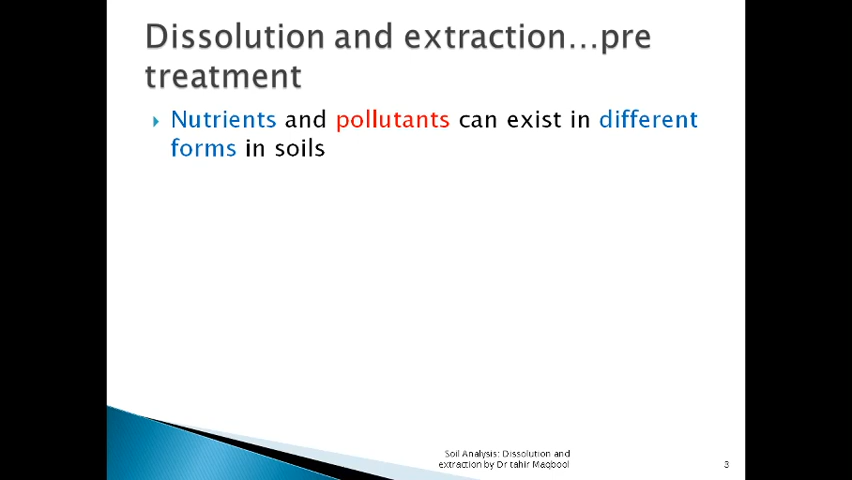 Dissolution and extraction...pre
treatment
Nutrients and pollutants can exist in different
forms in soils
Soil Analysis: Dissolution and
extraction by Dr tahir Maqbool
3